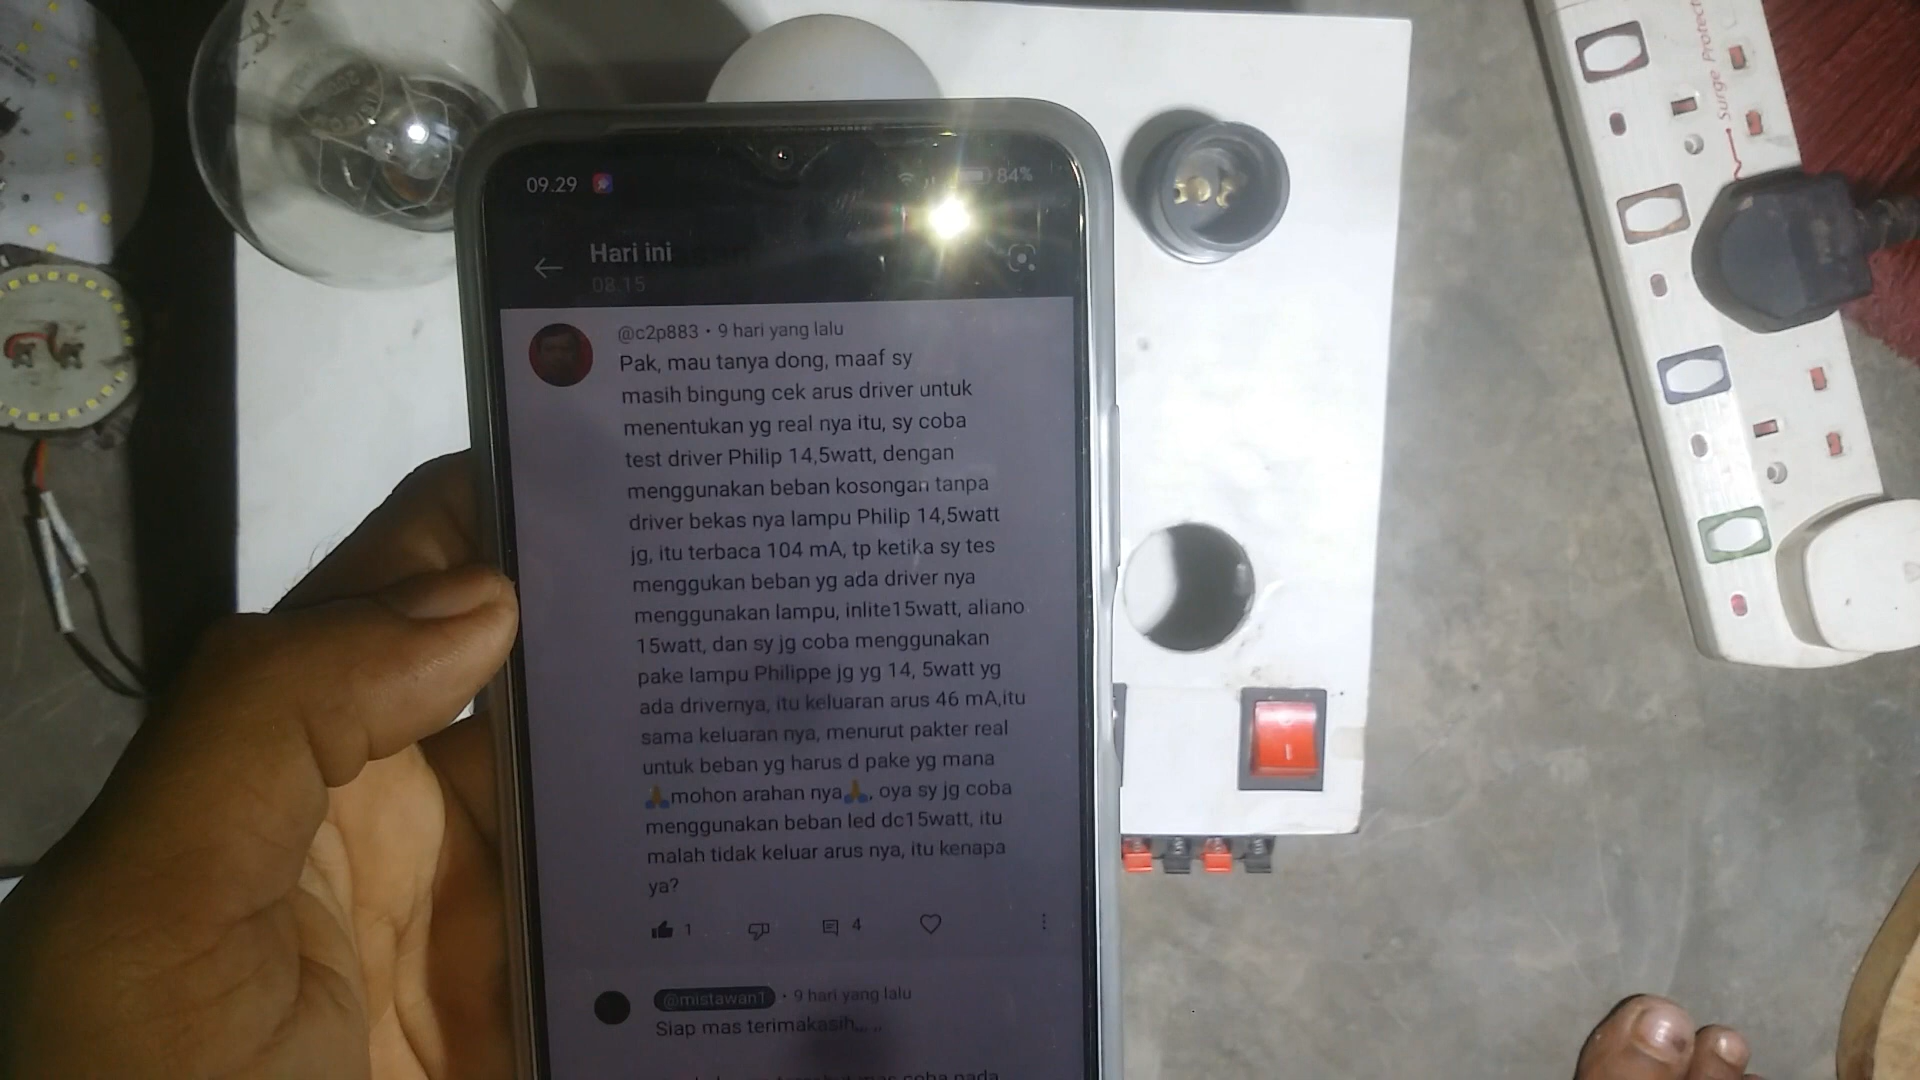 Surge Protect
09.29
84%
Hari ini
08.15
@c2p883 • 9 hari yang lalu
Pak, mau tanya dong, maaf sy
masih bingung cek arus driver untuk
menentukan yg real nya itu, sy coba
test driver Philip 14,5watt, dengan
menggunakan beban kosongan tanpa
driver bekas nya lampu Philip 14,5watt
jg, itu terbaca 104 mA, tp ketika sy tes
menggukan beban yg ada driver nya
menggunakan lampu, inlite15watt, aliano
15watt, dan sy jg coba menggunakan
pake lampu Philippe jg yg 14, 5watt yg
ada drivernya, itu keluaran arus 46 mA,itu
sama keluaran nya, menurut pakter real
untuk beban yg harus d pake yg mana
🙏mohon arahan nya🙏, oya sy jg coba
menggunakan beban led dc15watt, itu
malah tidak keluar arus nya, itu kenapa
ya?
1
4
@mistawan1 • 9 hari yang lalu
Siap mas terimakasih,,, ,,
mas coba pada